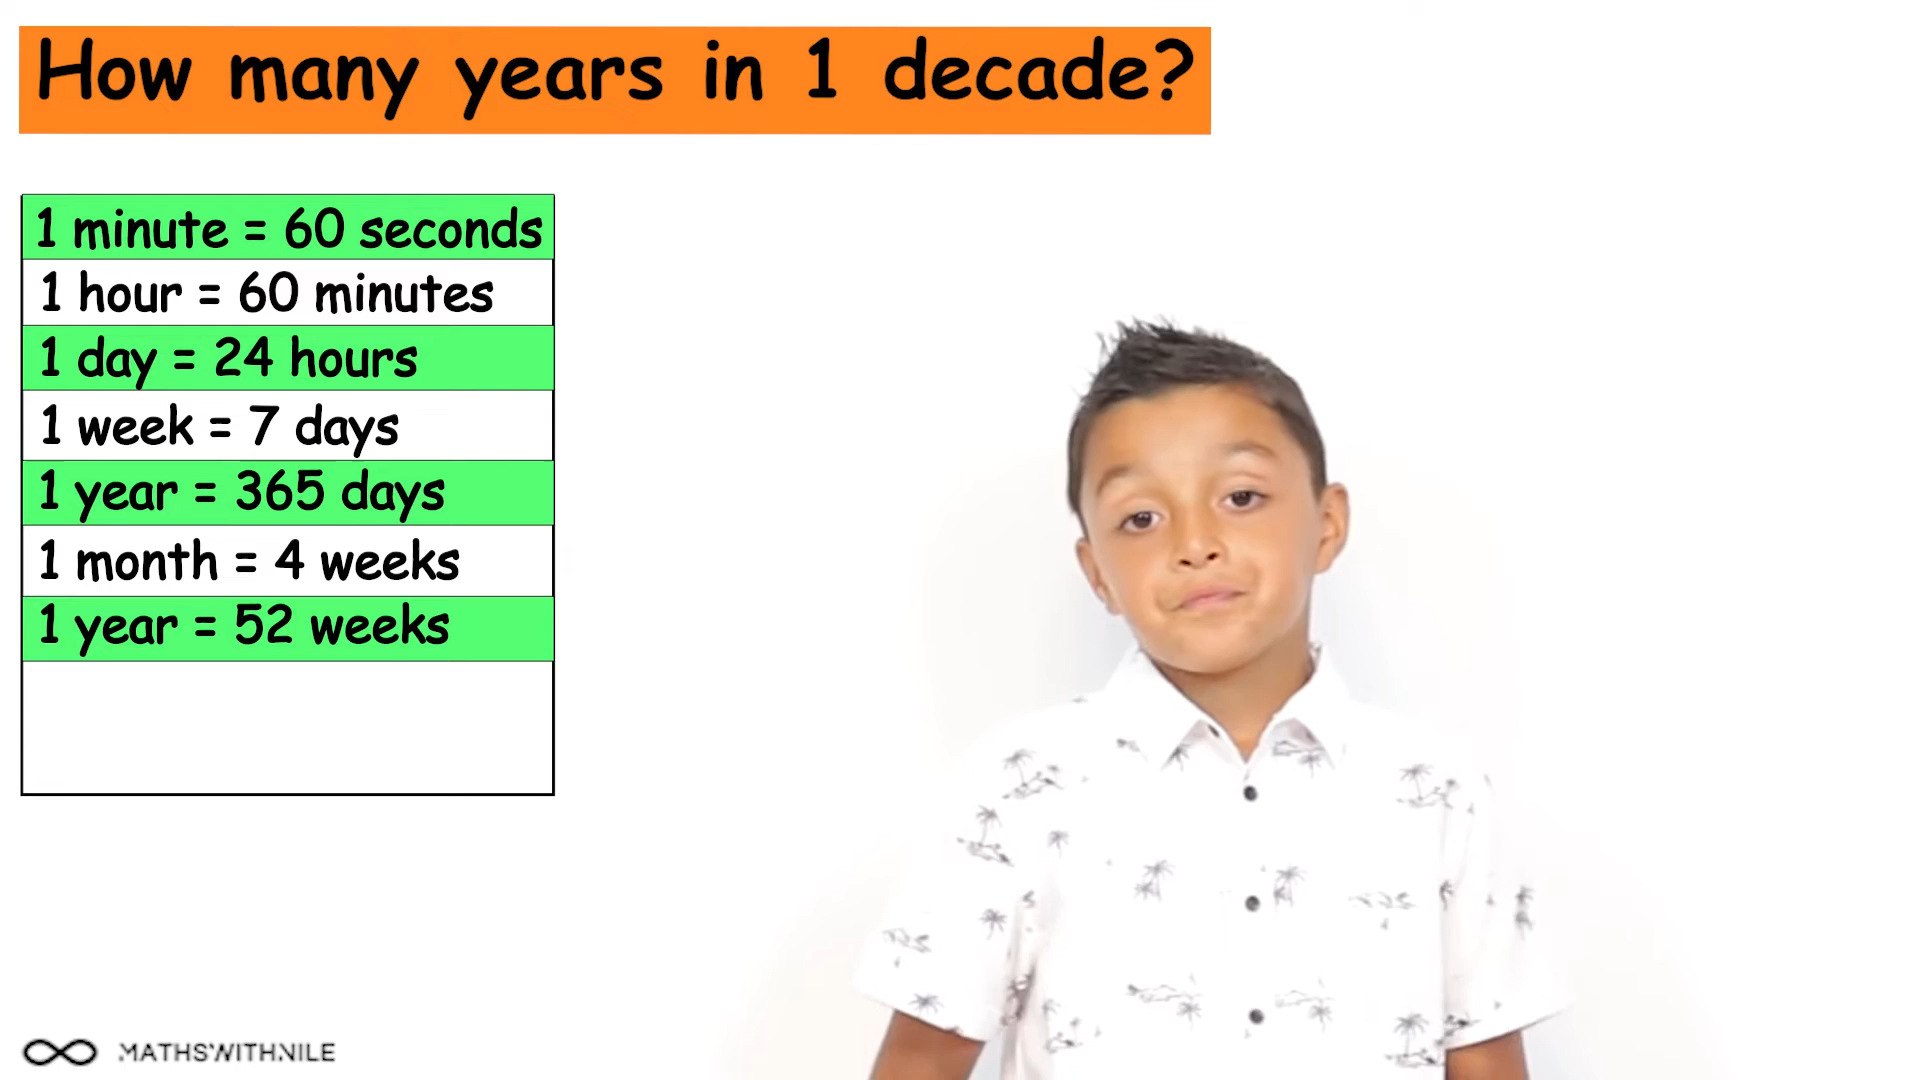 How many years in 1 decade?
1 minute = 60 seconds
1 hour = 60 minutes
1 day = 24 hours
1 week = 7 days
1 year = 365 days
1 month = 4 weeks
1 year = 52 weeks
MATHSWITHNILE